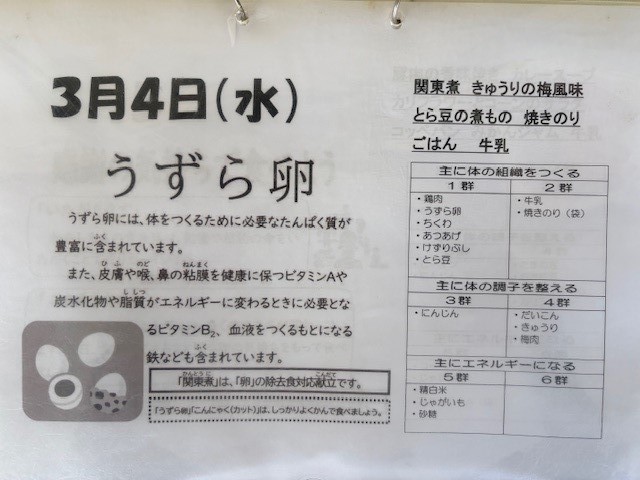 3月4日(水)
うずら卵
うずら卵には、体をつくるために必要なたんぱく質が
豊富に含まれています。
また、皮膚や喉、鼻の粘膜を健康に保つビタミンAや
炭水化物や脂質がエネルギーに変わるときに必要とな
るビタミンB₂、血液をつくるもとになる
鉄なども含まれています。
「関東煮」は、「卵」の除去食対応献立です。
「うずら卵」「こんにゃく(カット)」は、しっかりよくかんで食べましょう。
関東煮 きゅうりの梅風味
とら豆の煮もの 焼きのり
ごはん 牛乳
主に体の組織をつくる
1群 2群
・鶏肉 ・牛乳
・うずら卵 ・焼きのり(袋)
・ちくわ
・あつあげ
・けずりぶし
・とら豆
主に体の調子を整える
3群 4群
・にんじん ・だいこん
・きゅうり
・梅肉
主にエネルギーになる
5群 6群
・精白米
・じゃがいも
・砂糖